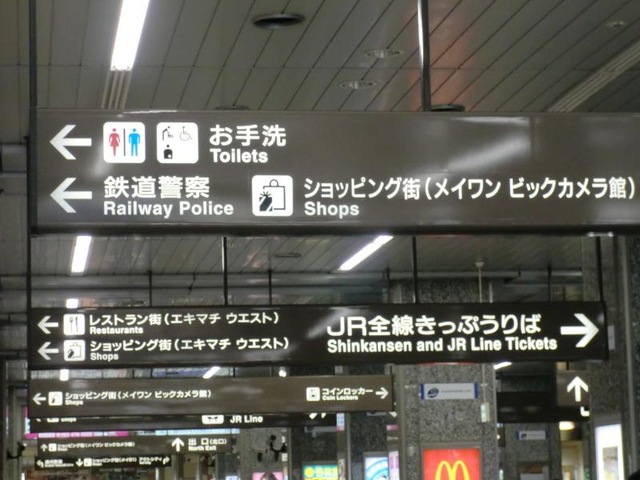 お手洗
Toilets
鉄道警察
Railway Police
ショッピング街(メイワン ビックカメラ館)
Shops
レストラン街(エキマチ ウエスト)
Restaurants
ショッピング街(エキマチ ウエスト)
Shops
JR全線きっぷうりば
Shinkansen and JR Line Tickets
ショッピング街(メイワン ビックカメラ館)
Shops
コインロッカー
Coin Lockers
JR Line
出口(北口)
North Exit